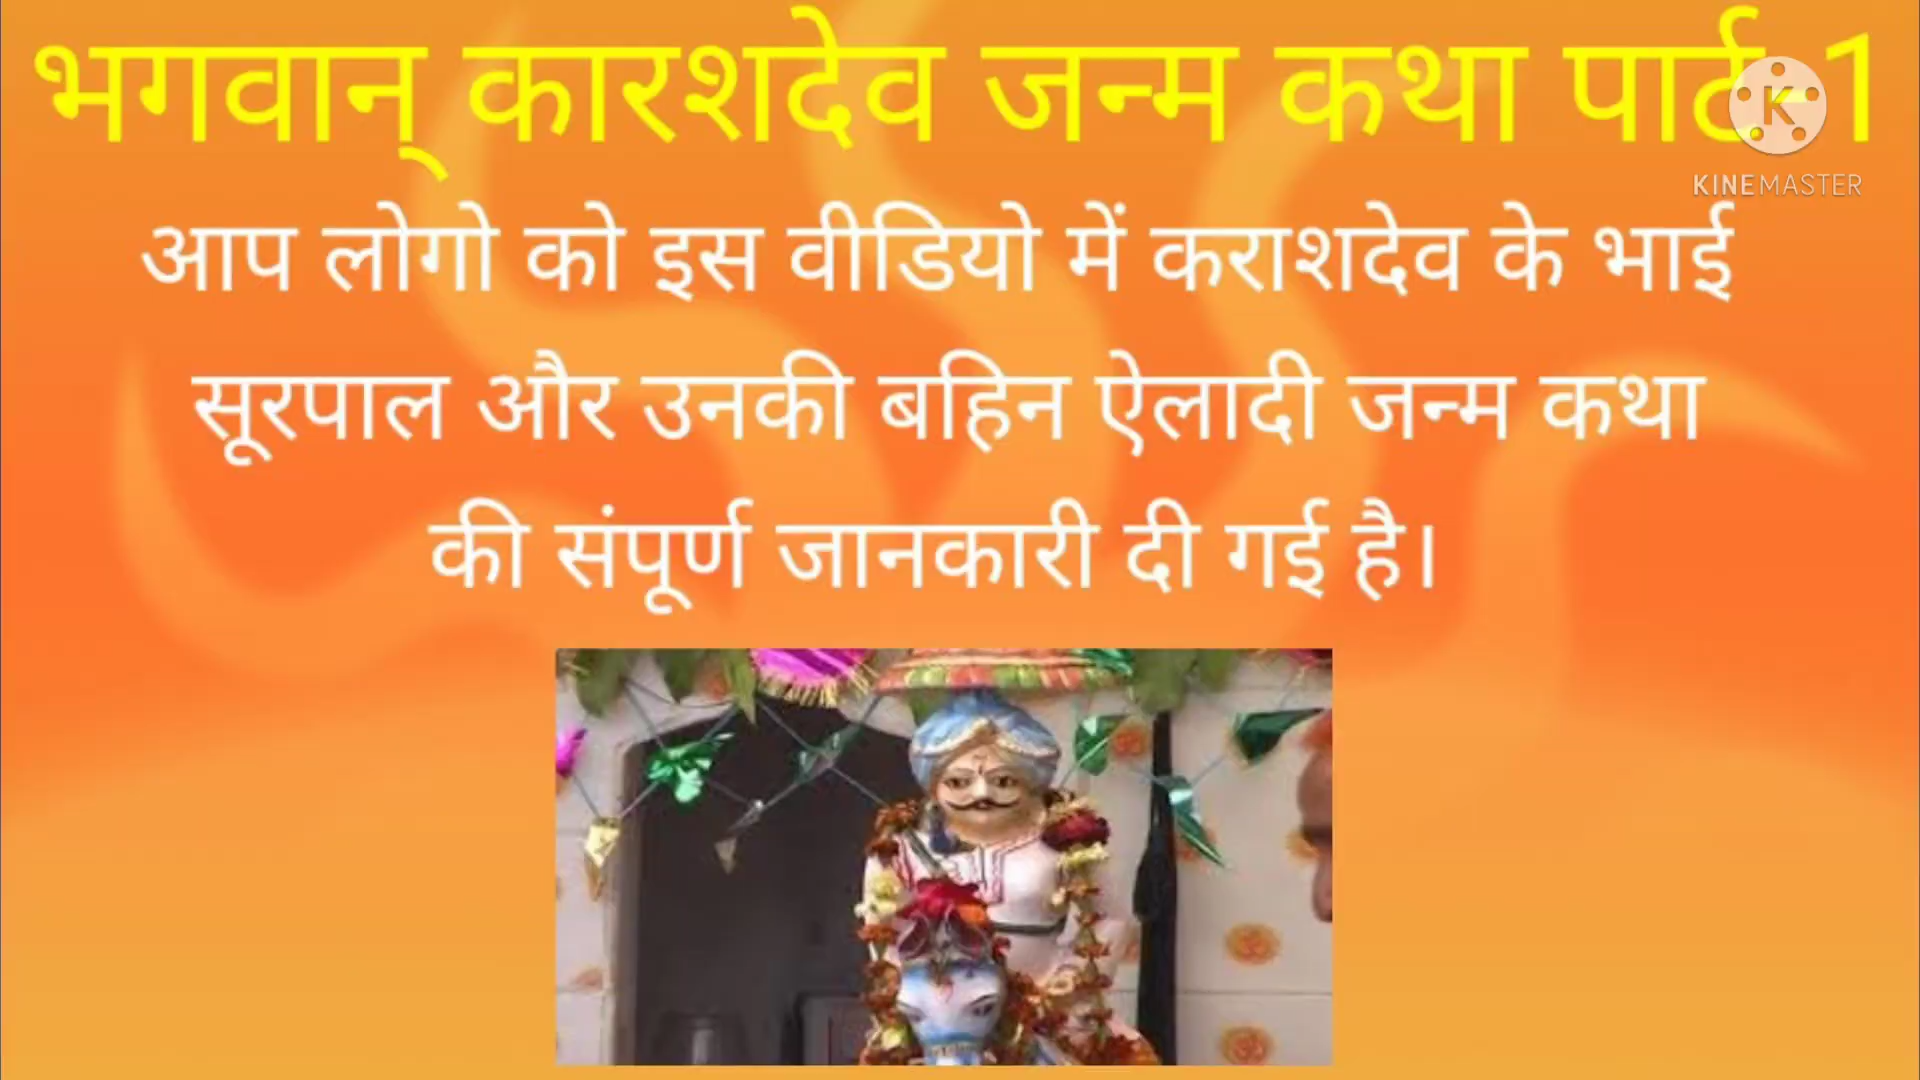 भगवान् कारशदेव जन्म कथा पार्ट-1
KINEMASTER
आप लोगो को इस वीडियो में कराशदेव के भाई
सूरपाल और उनकी बहिन ऐलादी जन्म कथा
की संपूर्ण जानकारी दी गई है।